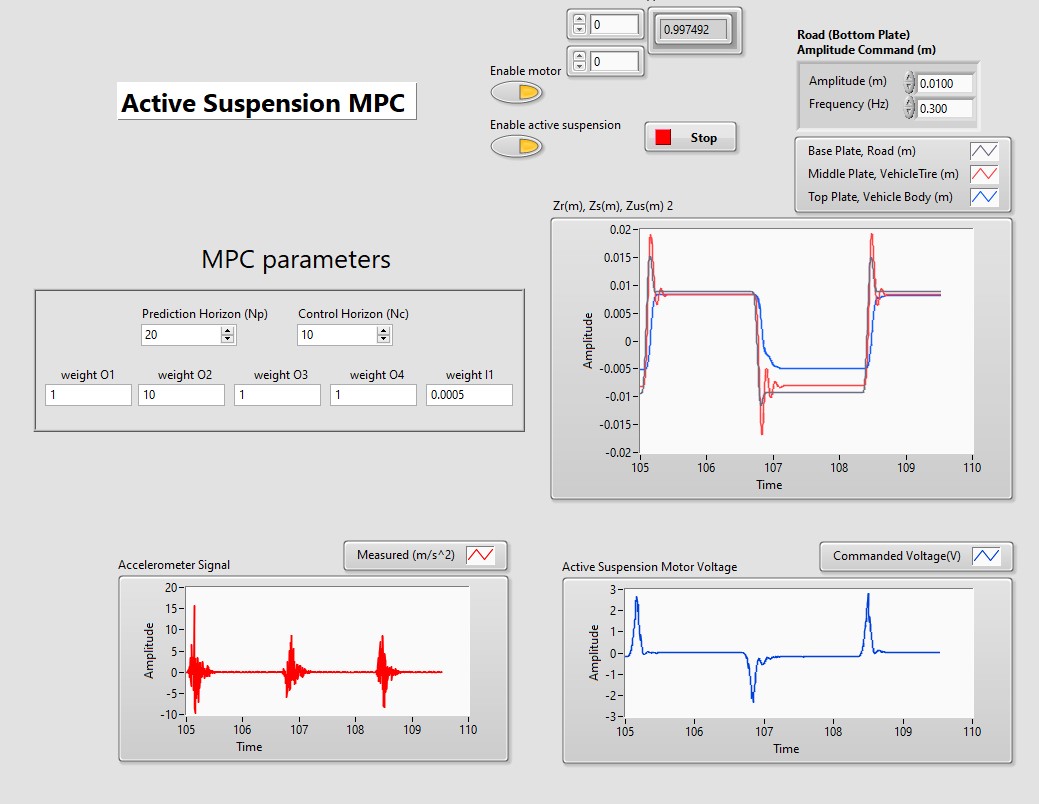 0
0.997492
0
Road (Bottom Plate)
Amplitude Command (m)
Enable motor
Amplitude (m) 0.0100
Frequency (Hz) 0.300
Active Suspension MPC
Enable active suspension
Stop
Base Plate, Road (m)
Middle Plate, VehicleTire (m)
Top Plate, Vehicle Body (m)
Zr(m), Zs(m), Zus(m) 2
MPC parameters
Prediction Horizon (Np) Control Horizon (Nc)
20 10
weight O1 weight O2 weight O3 weight O4 weight I1
1 10 1 1 0.0005
0.02
0.015
0.01
0.005
0
-0.005
-0.01
-0.015
-0.02
Amplitude
105 106 107 108 109 110
Time
Accelerometer Signal
Measured (m/s^2)
20
15
10
5
0
-5
-10
Amplitude
105 106 107 108 109 110
Time
Active Suspension Motor Voltage
Commanded Voltage(V)
3
2
1
0
-1
-2
-3
Amplitude
105 106 107 108 109 110
Time